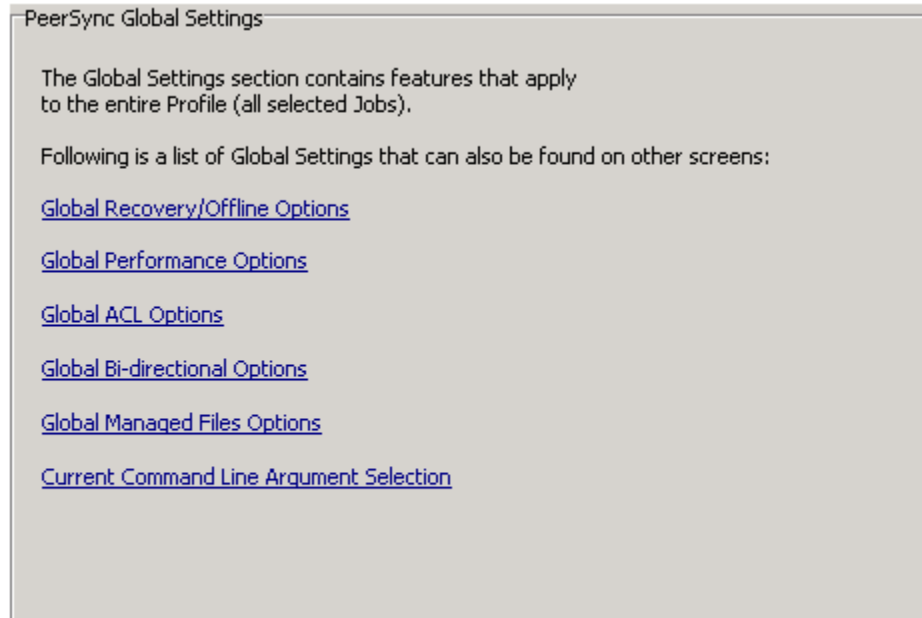 PeerSync Global Settings
The Global Settings section contains features that apply
to the entire Profile (all selected Jobs).
Following is a list of Global Settings that can also be found on other screens:
Global Recovery/Offline Options
Global Performance Options
Global ACL Options
Global Bi-directional Options
Global Managed Files Options
Current Command Line Argument Selection